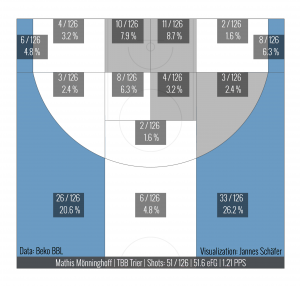 4 / 126
3.2 %
10 / 126
7.9 %
11 / 126
8.7 %
2 / 126
1.6 %
6 / 126
4.8 %
8 / 126
6.3 %
3 / 126
2.4 %
8 / 126
6.3 %
4 / 126
3.2 %
3 / 126
2.4 %
2 / 126
1.6 %
26 / 126
20.6 %
6 / 126
4.8 %
33 / 126
26.2 %
Data: Beko BBL
Visualization: Jannes Schäfer
Mathis Mönninghoff | TBB Trier | Shots: 51 / 126 | 51.6 eFG | 1.21 PPS